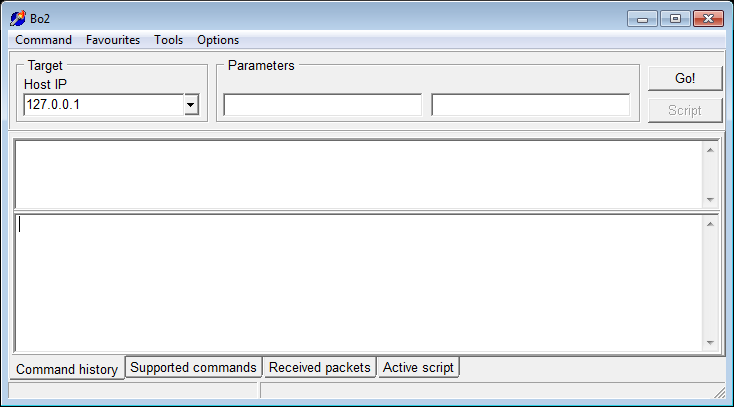 Bo2
Command Favourites Tools Options
Target
Host IP
127.0.0.1
Parameters
Go!
Script
Command history Supported commands Received packets Active script